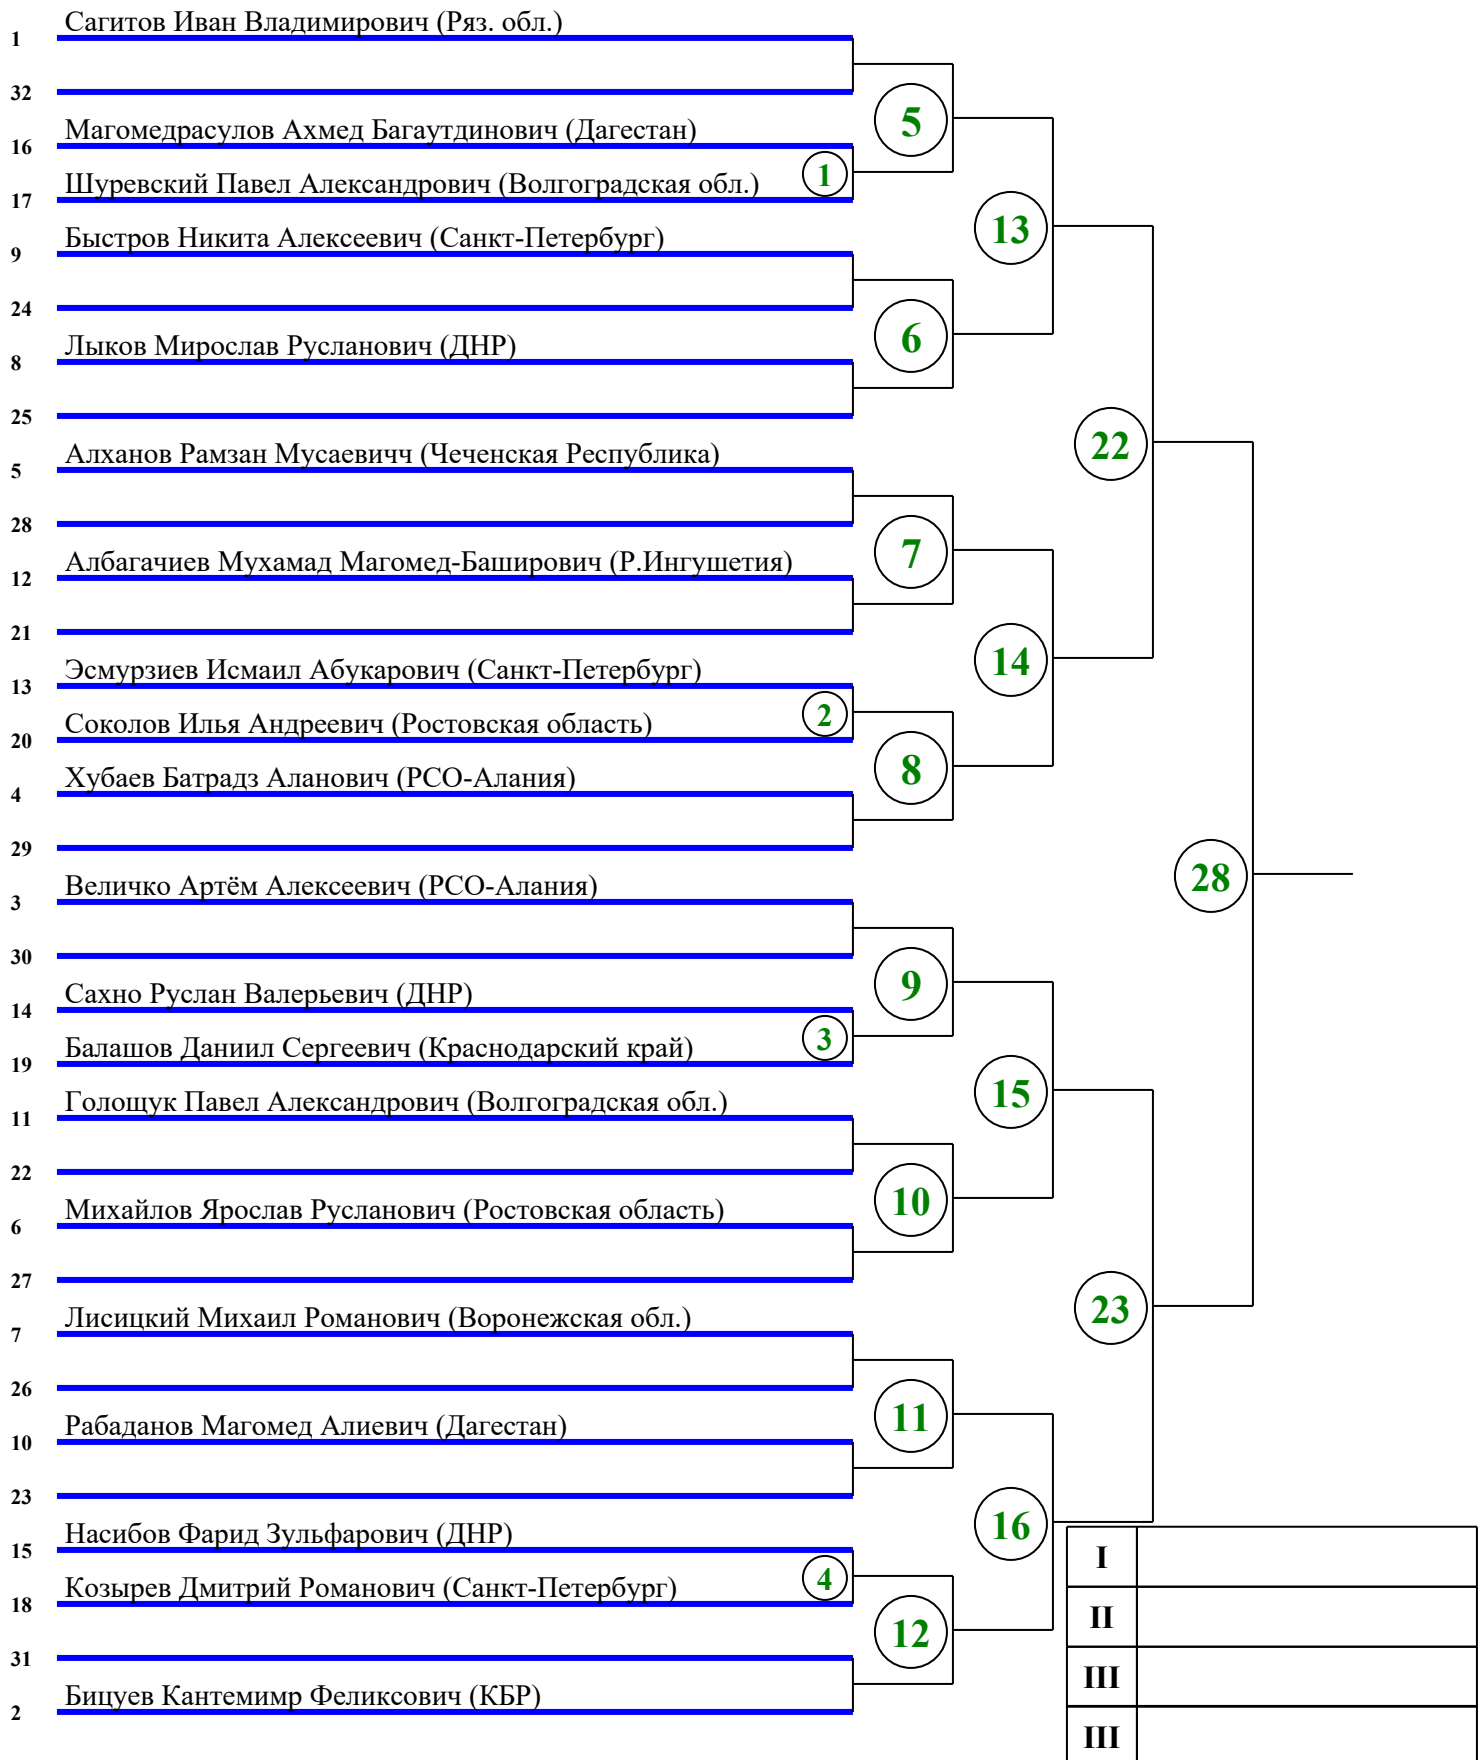 Сагитов Иван Владимирович (Ряз. обл.)
1
32
5
Магомедрасулов Ахмед Багаутдинович (Дагестан)
16
1
Шуревский Павел Александрович (Волгоградская обл.)
17
13
Быстров Никита Алексеевич (Санкт-Петербург)
9
24
6
Лыков Мирослав Русланович (ДНР)
8
25
22
Алханов Рамзан Мусаевичч (Чеченская Республика)
5
28
7
Албагачиев Мухамад Магомед-Баширович (Р.Ингушетия)
12
21
14
Эсмурзиев Исмаил Абукарович (Санкт-Петербург)
13
2
Соколов Илья Андреевич (Ростовская область)
20
8
Хубаев Батрадз Аланович (РСО-Алания)
4
29
28
Величко Артём Алексеевич (РСО-Алания)
3
30
9
Сахно Руслан Валерьевич (ДНР)
14
3
Балашов Даниил Сергеевич (Краснодарский край)
19
15
Голощук Павел Александрович (Волгоградская обл.)
11
22
10
Михайлов Ярослав Русланович (Ростовская область)
6
27
23
Лисицкий Михаил Романович (Воронежская обл.)
7
26
11
Рабаданов Магомед Алиевич (Дагестан)
10
23
16
Насибов Фарид Зульфарович (ДНР)
15
I
4
Козырев Дмитрий Романович (Санкт-Петербург)
18
II
12
31
III
Бицуев Кантемимр Феликсович (КБР)
2
III